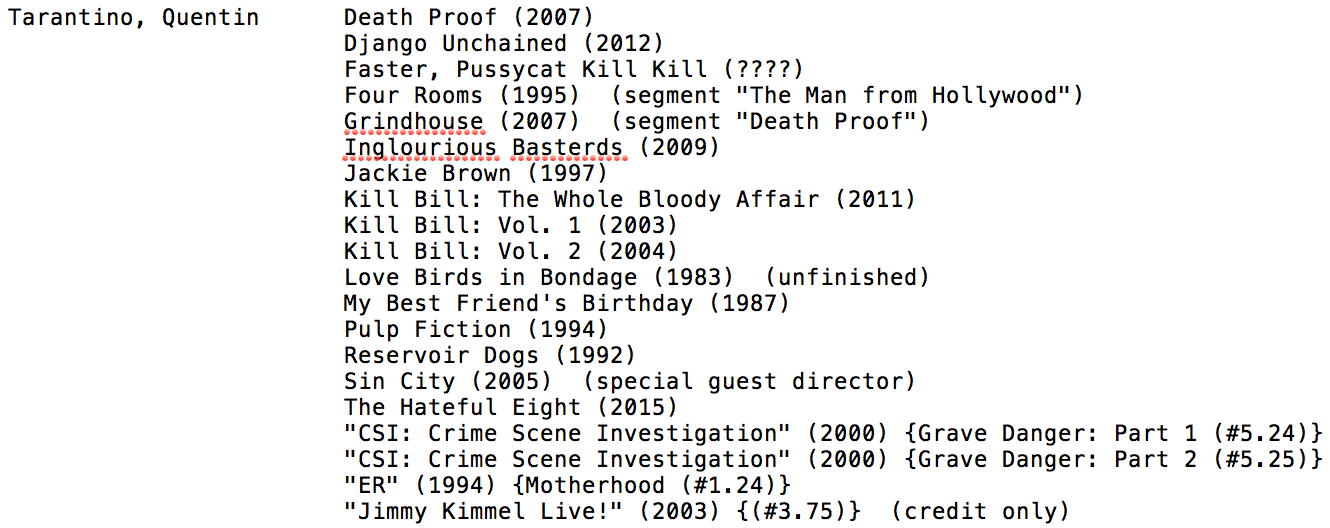 Tarantino, Quentin Death Proof (2007)
Django Unchained (2012)
Faster, Pussycat Kill Kill (????)
Four Rooms (1995) (segment "The Man from Hollywood")
Grindhouse (2007) (segment "Death Proof")
Inglourious Basterds (2009)
Jackie Brown (1997)
Kill Bill: The Whole Bloody Affair (2011)
Kill Bill: Vol. 1 (2003)
Kill Bill: Vol. 2 (2004)
Love Birds in Bondage (1983) (unfinished)
My Best Friend's Birthday (1987)
Pulp Fiction (1994)
Reservoir Dogs (1992)
Sin City (2005) (special guest director)
The Hateful Eight (2015)
"CSI: Crime Scene Investigation" (2000) {Grave Danger: Part 1 (#5.24)}
"CSI: Crime Scene Investigation" (2000) {Grave Danger: Part 2 (#5.25)}
"ER" (1994) {Motherhood (#1.24)}
"Jimmy Kimmel Live!" (2003) {(#3.75)} (credit only)